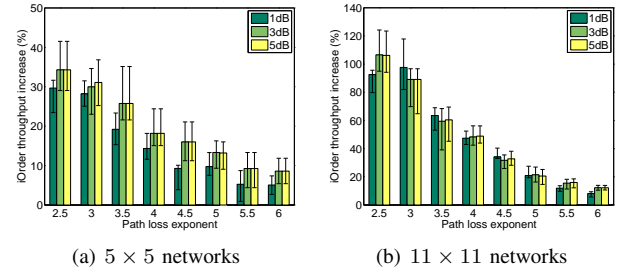 50
40
30
20
10
0
iOrder throughput increase (%)
1dB
3dB
5dB
2.5 3 3.5 4 4.5 5 5.5 6
Path loss exponent
(a) 5 × 5 networks
140
120
100
80
60
40
20
0
iOrder throughput increase (%)
1dB
3dB
5dB
2.5 3 3.5 4 4.5 5 5.5 6
Path loss exponent
(b) 11 × 11 networks